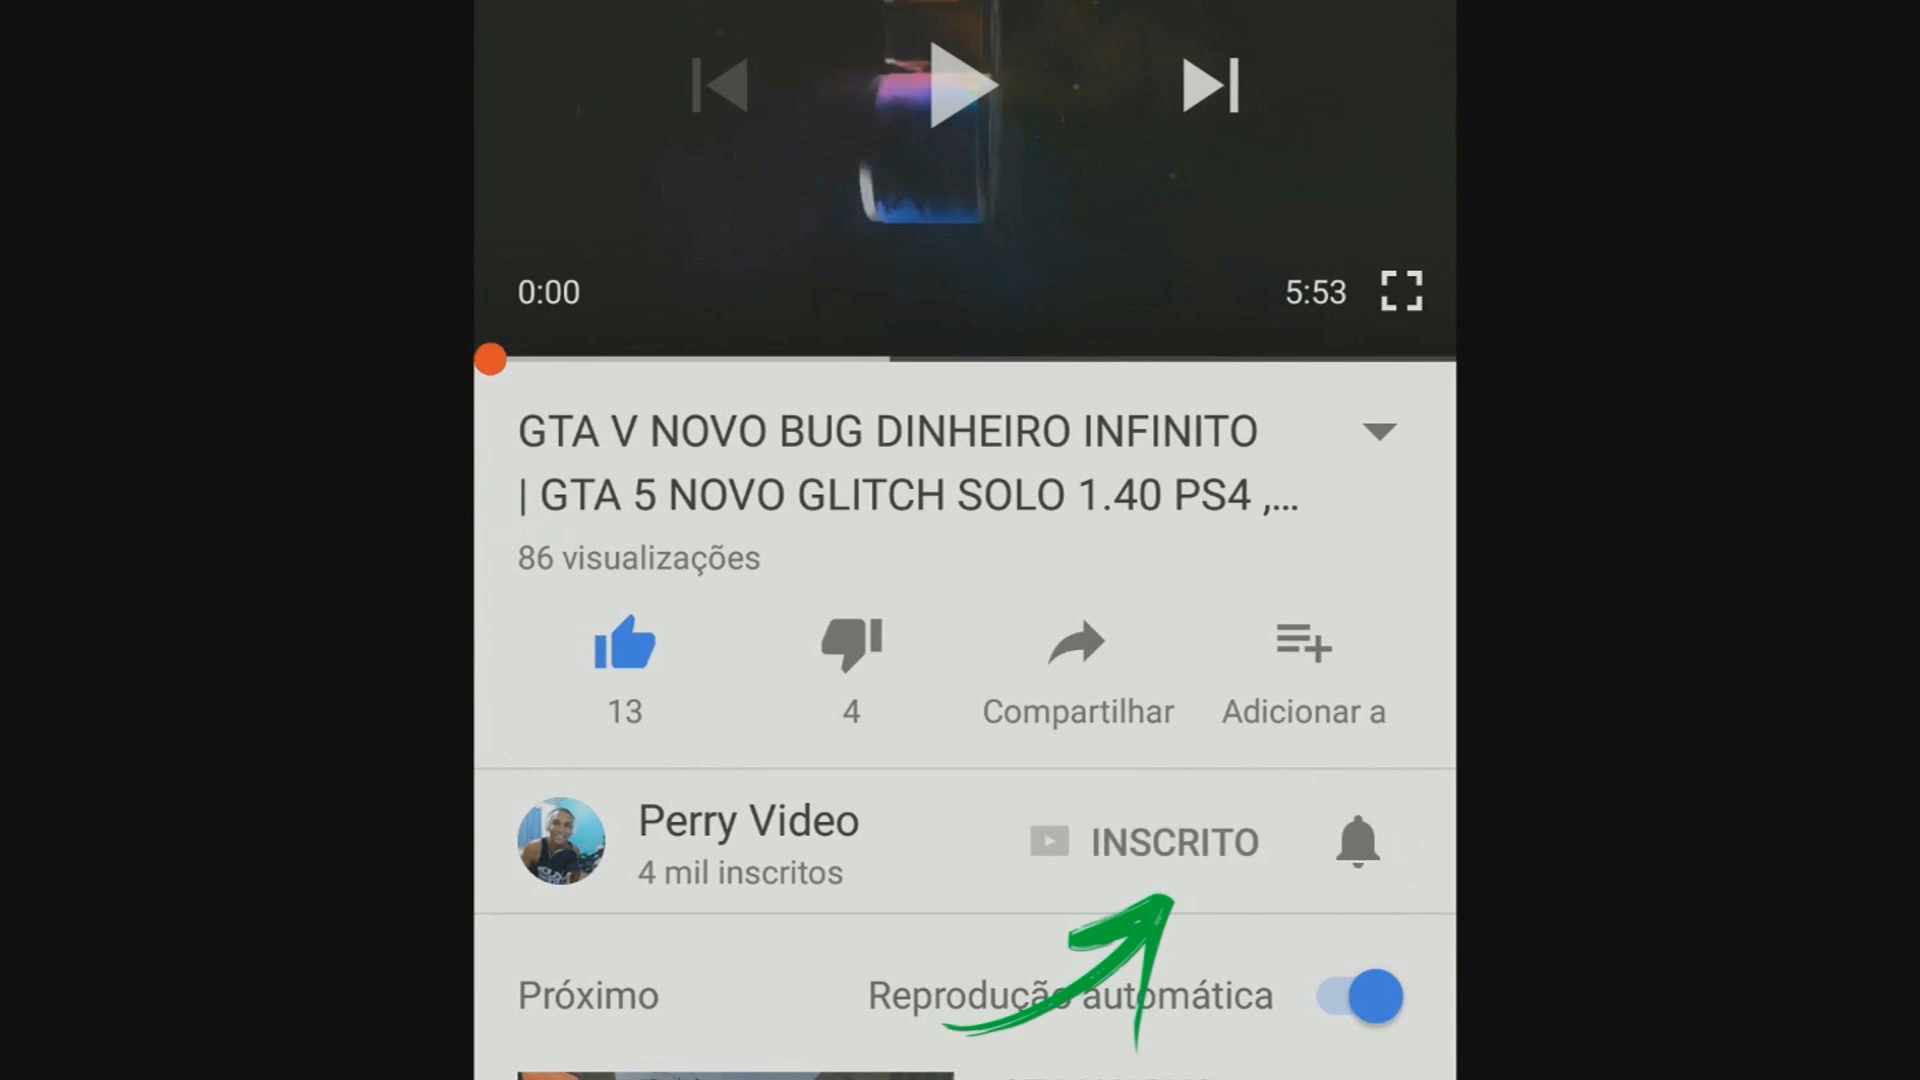 0:00
5:53
GTA V NOVO BUG DINHEIRO INFINITO
| GTA 5 NOVO GLITCH SOLO 1.40 PS4 ,...
86 visualizações
13
4
Compartilhar
Adicionar a
Perry Video
4 mil inscritos
INSCRITO
Próximo
Reprodução automática